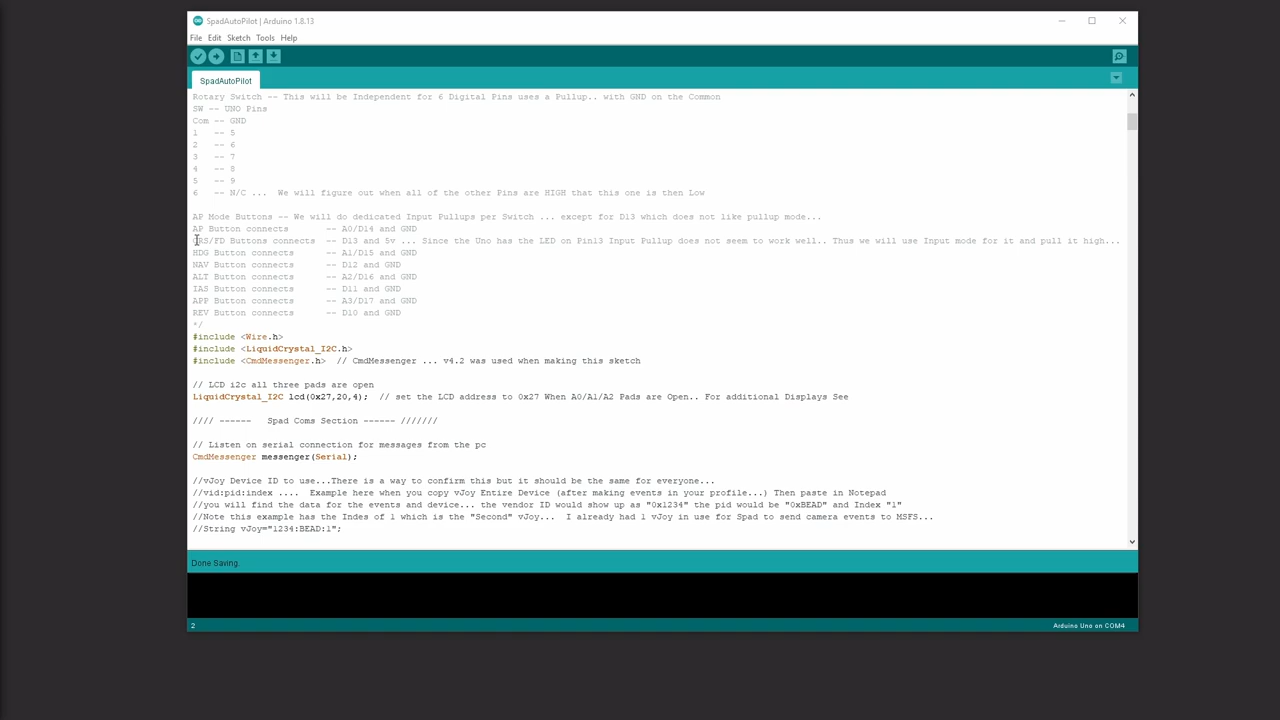 SpadAutoPilot | Arduino 1.8.13
File Edit Sketch Tools Help
SpadAutoPilot
Rotary Switch -- This will be Independent for 6 Digital Pins uses a Pullup.. with GND on the Common
SW -- UNO Pins
Com -- GND
1 -- 5
2 -- 6
3 -- 7
4 -- 8
5 -- 9
6 -- N/C ... We will figure out when all of the other Pins are HIGH that this one is then Low
AP Mode Buttons -- We will do dedicated Input Pullups per Switch ... except for D13 which does not like pullup mode...
AP Button connects -- A0/D14 and GND
CRS/FD Buttons connects -- D13 and 5v ... Since the Uno has the LED on Pin13 Input Pullup does not seem to work well.. Thus we will use Input mode for it and pull it high...
HDG Button connects -- A1/D15 and GND
NAV Button connects -- D12 and GND
ALT Button connects -- A2/D16 and GND
IAS Button connects -- D11 and GND
APP Button connects -- A3/D17 and GND
REV Button connects -- D10 and GND
*/
#include <Wire.h>
#include <LiquidCrystal_I2C.h>
#include <CmdMessenger.h> // CmdMessenger ... v4.2 was used when making this sketch
// LCD i2c all three pads are open
LiquidCrystal_I2C lcd(0x27,20,4); // set the LCD address to 0x27 When A0/A1/A2 Pads are Open.. For additional Displays See
//// ------ Spad Coms Section ------ ///////
// Listen on serial connection for messages from the pc
CmdMessenger messenger(Serial);
//vJoy Device ID to use...There is a way to confirm this but it should be the same for everyone...
//vid:pid:index .... Example here when you copy vJoy Entire Device (after making events in your profile...) Then paste in Notepad
//you will find the data for the events and device... the vendor ID would show up as "0x1234" the pid would be "0xBEAD" and Index "1"
//Note this example has the Indes of 1 which is the "Second" vJoy... I already had 1 vJoy in use for Spad to send camera events to MSFS...
//String vJoy="1234:BEAD:1";
Done Saving.
2
Arduino Uno on COM4